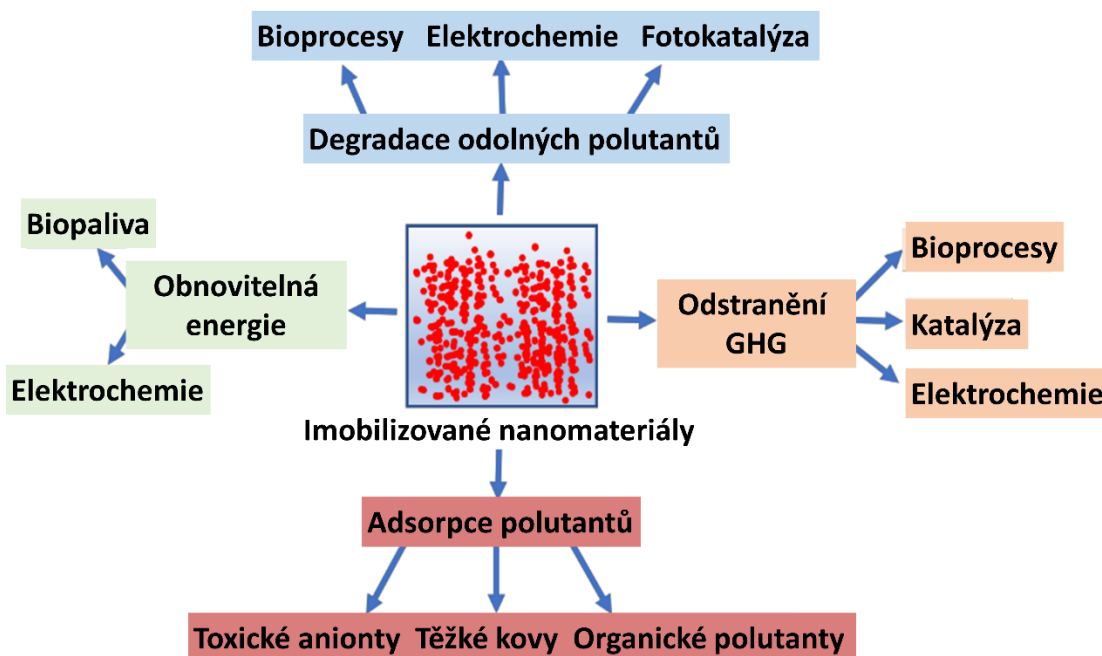 Bioprocesy Elektrochemie Fotokatalýza
Degradace odolných polutantů
Biopaliva
Obnovitelná
energie
Elektrochemie
Imobilizované nanomateriály
Odstranění
GHG
Bioprocesy
Katalýza
Elektrochemie
Adsorpce polutantů
Toxické anionty Těžké kovy Organické polutanty